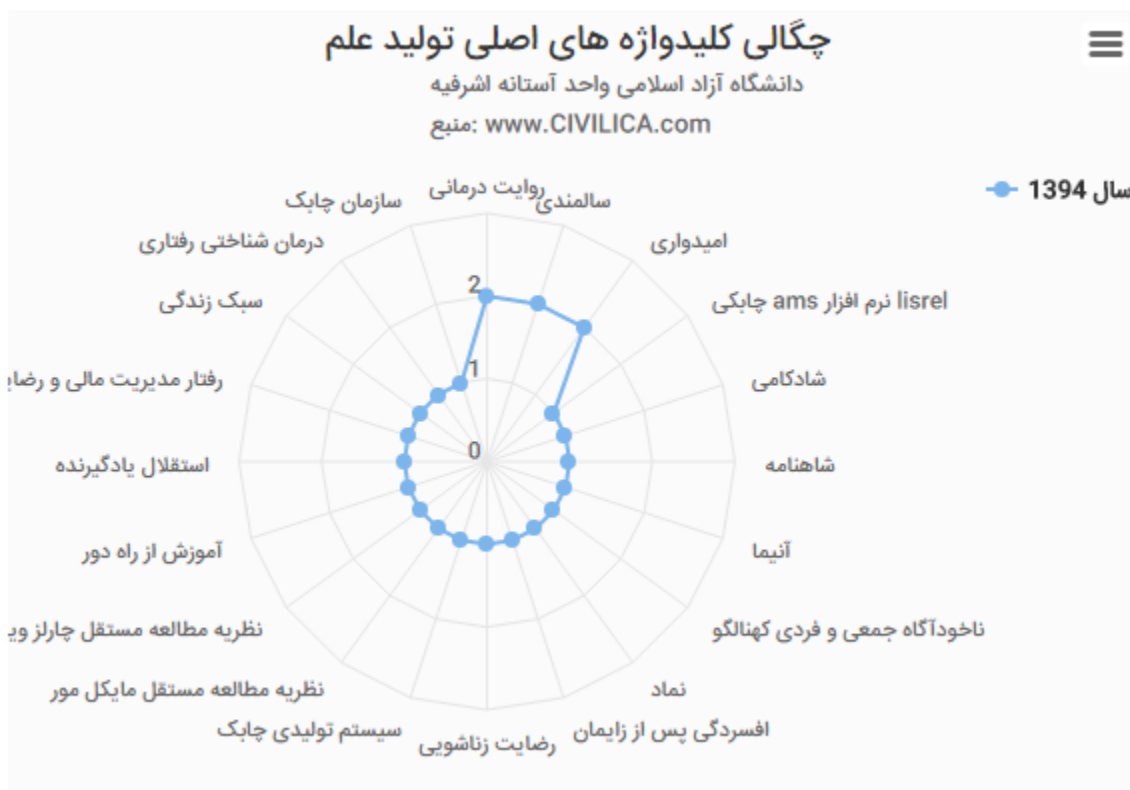 چگالی کلیدواژه های اصلی تولید علم
دانشگاه آزاد اسلامی واحد آستانه اشرفیه
منبع: www.CIVILICA.com
سال 1394
روایت درمانی
سالمندی
امیدواری
چابکی ams نرم افزار lisrel
شادکامی
شاهنامه
آنیما
ناخودآگاه جمعی و فردی کهنالگو
نماد
افسردگی پس از زایمان
رضایت زناشویی
سیستم تولیدی چابک
نظریه مطالعه مستقل مایکل مور
نظریه مطالعه مستقل چارلز
آموزش از راه دور
استقلال یادگیرنده
رفتار مدیریت مالی و
سبک زندگی
درمان شناختی رفتاری
سازمان چابک
2
1
0